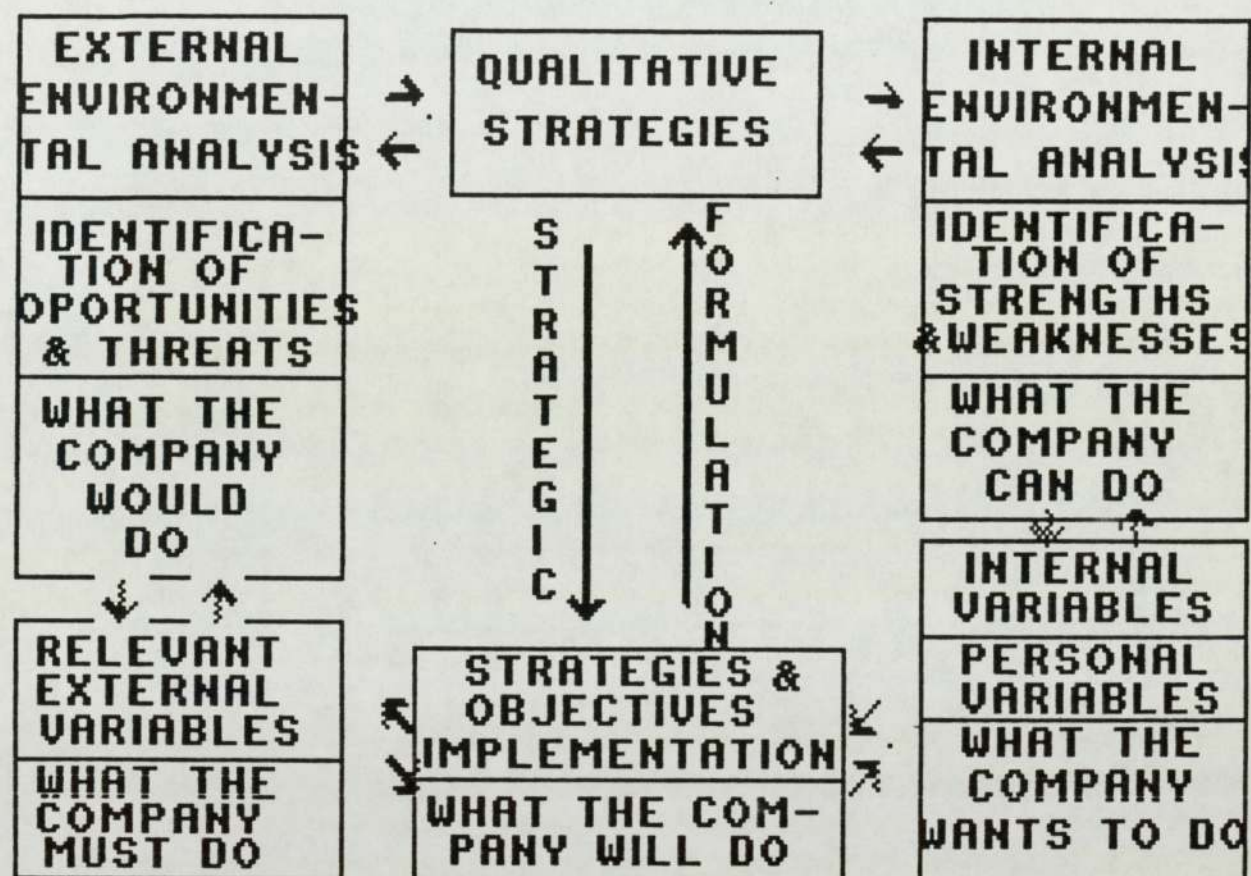 EXTERNAL
ENVIRONMEN-
TAL ANALYSIS
IDENTIFICA-
TION OF
OPORTUNITIES
& THREATS
WHAT THE
COMPANY
WOULD
DO
RELEVANT
EXTERNAL
VARIABLES
WHAT THE
COMPANY
MUST DO
QUALITATIVE
STRATEGIES
STRATEGIC
FORMULATION
STRATEGIES &
OBJECTIVES
IMPLEMENTATION
WHAT THE COM-
PANY WILL DO
INTERNAL
ENVIRONMEN-
TAL ANALYSIS
IDENTIFICA-
TION OF
STRENGTHS
&WEAKNESSES
WHAT THE
COMPANY
CAN DO
INTERNAL
VARIABLES
PERSONAL
VARIABLES
WHAT THE
COMPANY
WANTS TO DO